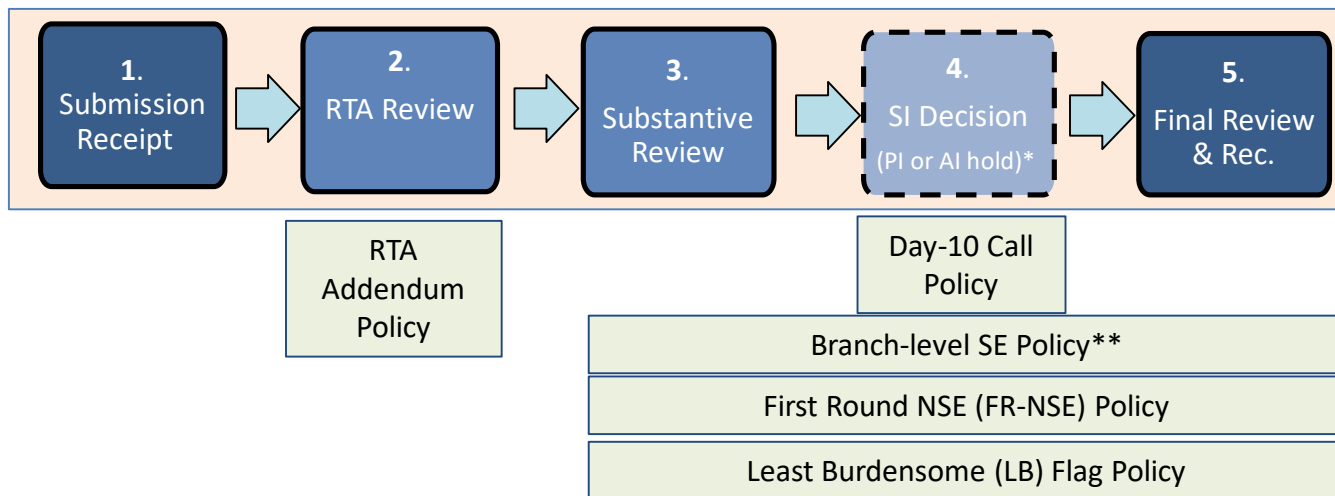 1.
Submission
Receipt
2.
RTA Review
3.
Substantive
Review
4.
SI Decision
(PI or AI hold)*
5.
Final Review
& Rec.
RTA
Addendum
Policy
Day-10 Call
Policy
Branch-level SE Policy**
First Round NSE (FR-NSE) Policy
Least Burdensome (LB) Flag Policy